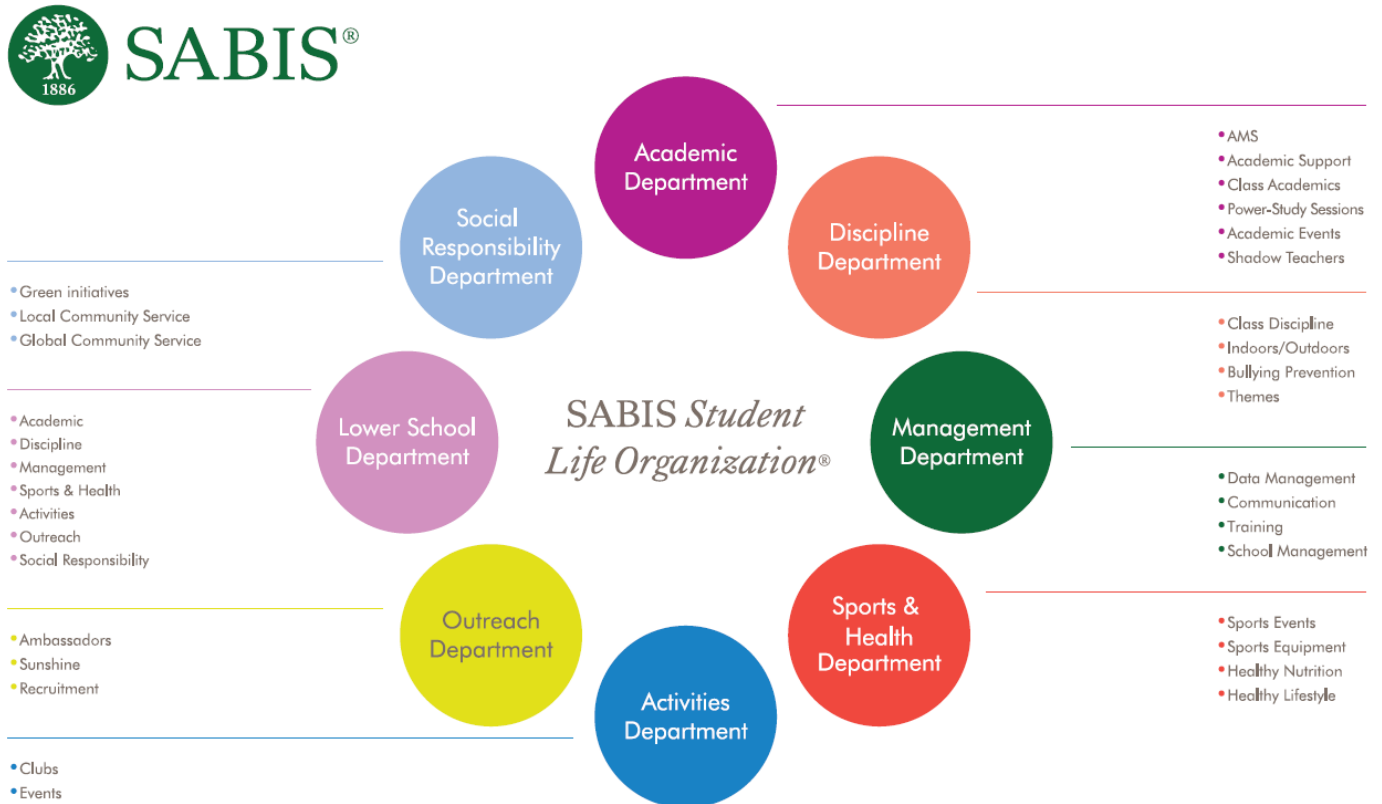 1886
SABIS®
Academic
Department
Discipline
Department
Management
Department
Sports &
Health
Department
Activities
Department
Outreach
Department
Lower School
Department
Social
Responsibility
Department
SABIS Student
Life Organization®
•AMS
•Academic Support
•Class Academics
•Power-Study Sessions
•Academic Events
•Shadow Teachers
•Class Discipline
•Indoors/Outdoors
•Bullying Prevention
•Themes
•Data Management
•Communication
•Training
•School Management
•Sports Events
•Sports Equipment
•Healthy Nutrition
•Healthy Lifestyle
•Green initiatives
•Local Community Service
•Global Community Service
•Academic
•Discipline
•Management
•Sports & Health
•Activities
•Outreach
•Social Responsibility
•Ambassadors
•Sunshine
•Recruitment
•Clubs
•Events